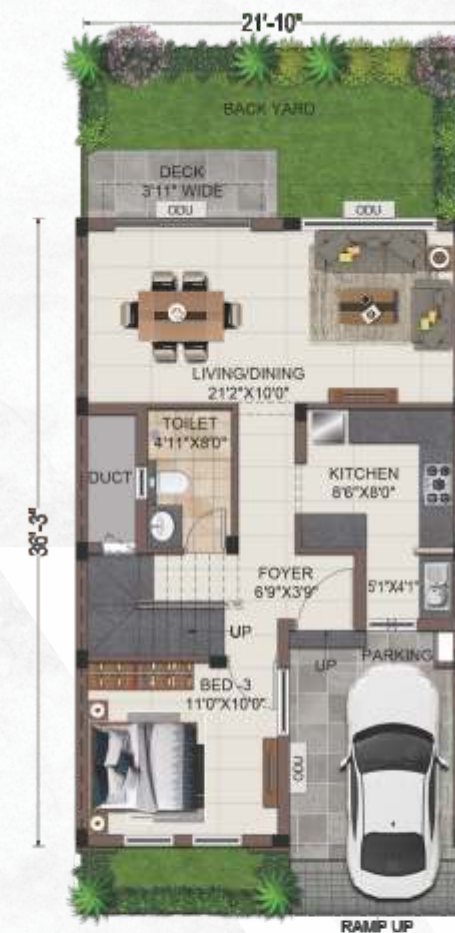 21'-10"
BACK YARD
DECK
3'11" WIDE
ODU
ODU
LIVING/DINING
21'2"X10'0"
TOILET
4'11"X8'0"
DUCT
KITCHEN
8'6"X8'0"
36'-3"
FOYER
6'9"X3'9"
5'1"X4'1"
UP
UP
PARKING
BED -3
11'0"X10'0"
ODU
RAMP UP